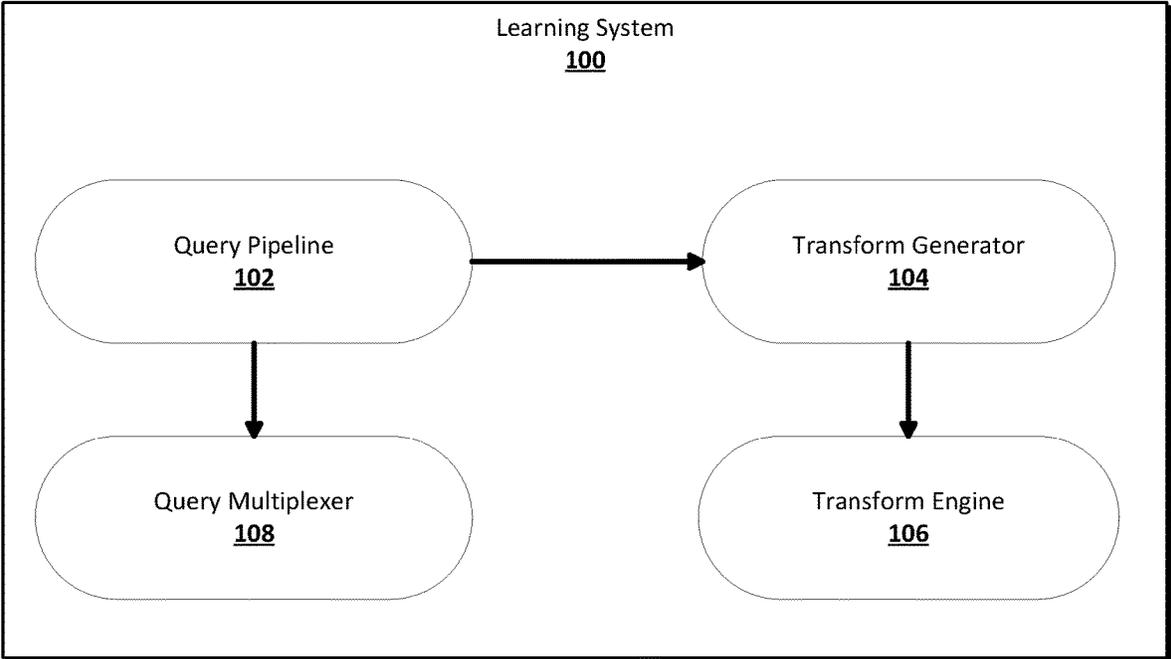 Learning System
100
Query Pipeline
102
Transform Generator
104
Query Multiplexer
108
Transform Engine
106